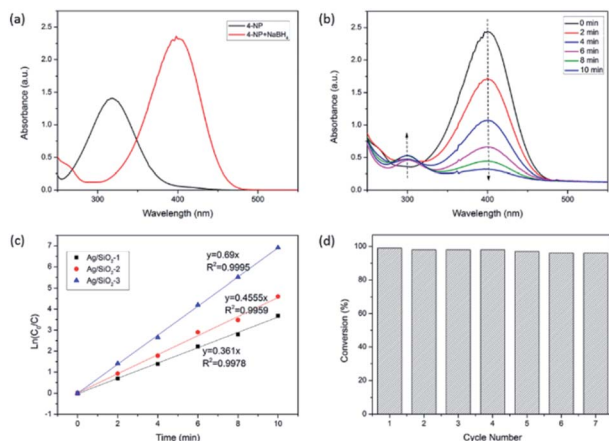 (a)
4-NP
4-NP+NaBH₄
Absorbance (a.u.)
2.5
2.0
1.5
1.0
0.5
0.0
300
400
500
Wavelength (nm)
(b)
0 min
2 min
4 min
6 min
8 min
10 min
Absorbance (a.u.)
2.5
2.0
1.5
1.0
0.5
0.0
300
400
500
Wavelength (nm)
(c)
Ag/SiO₂-1
Ag/SiO₂-2
Ag/SiO₂-3
y=0.69x
R²=0.9995
y=0.4555x
R²=0.9959
y=0.361x
R²=0.9978
Ln(C₀/C)
7
6
5
4
3
2
1
0
0
2
4
6
8
10
Time (min)
(d)
Conversion (%)
100
80
60
40
20
0
1
2
3
4
5
6
7
Cycle Number